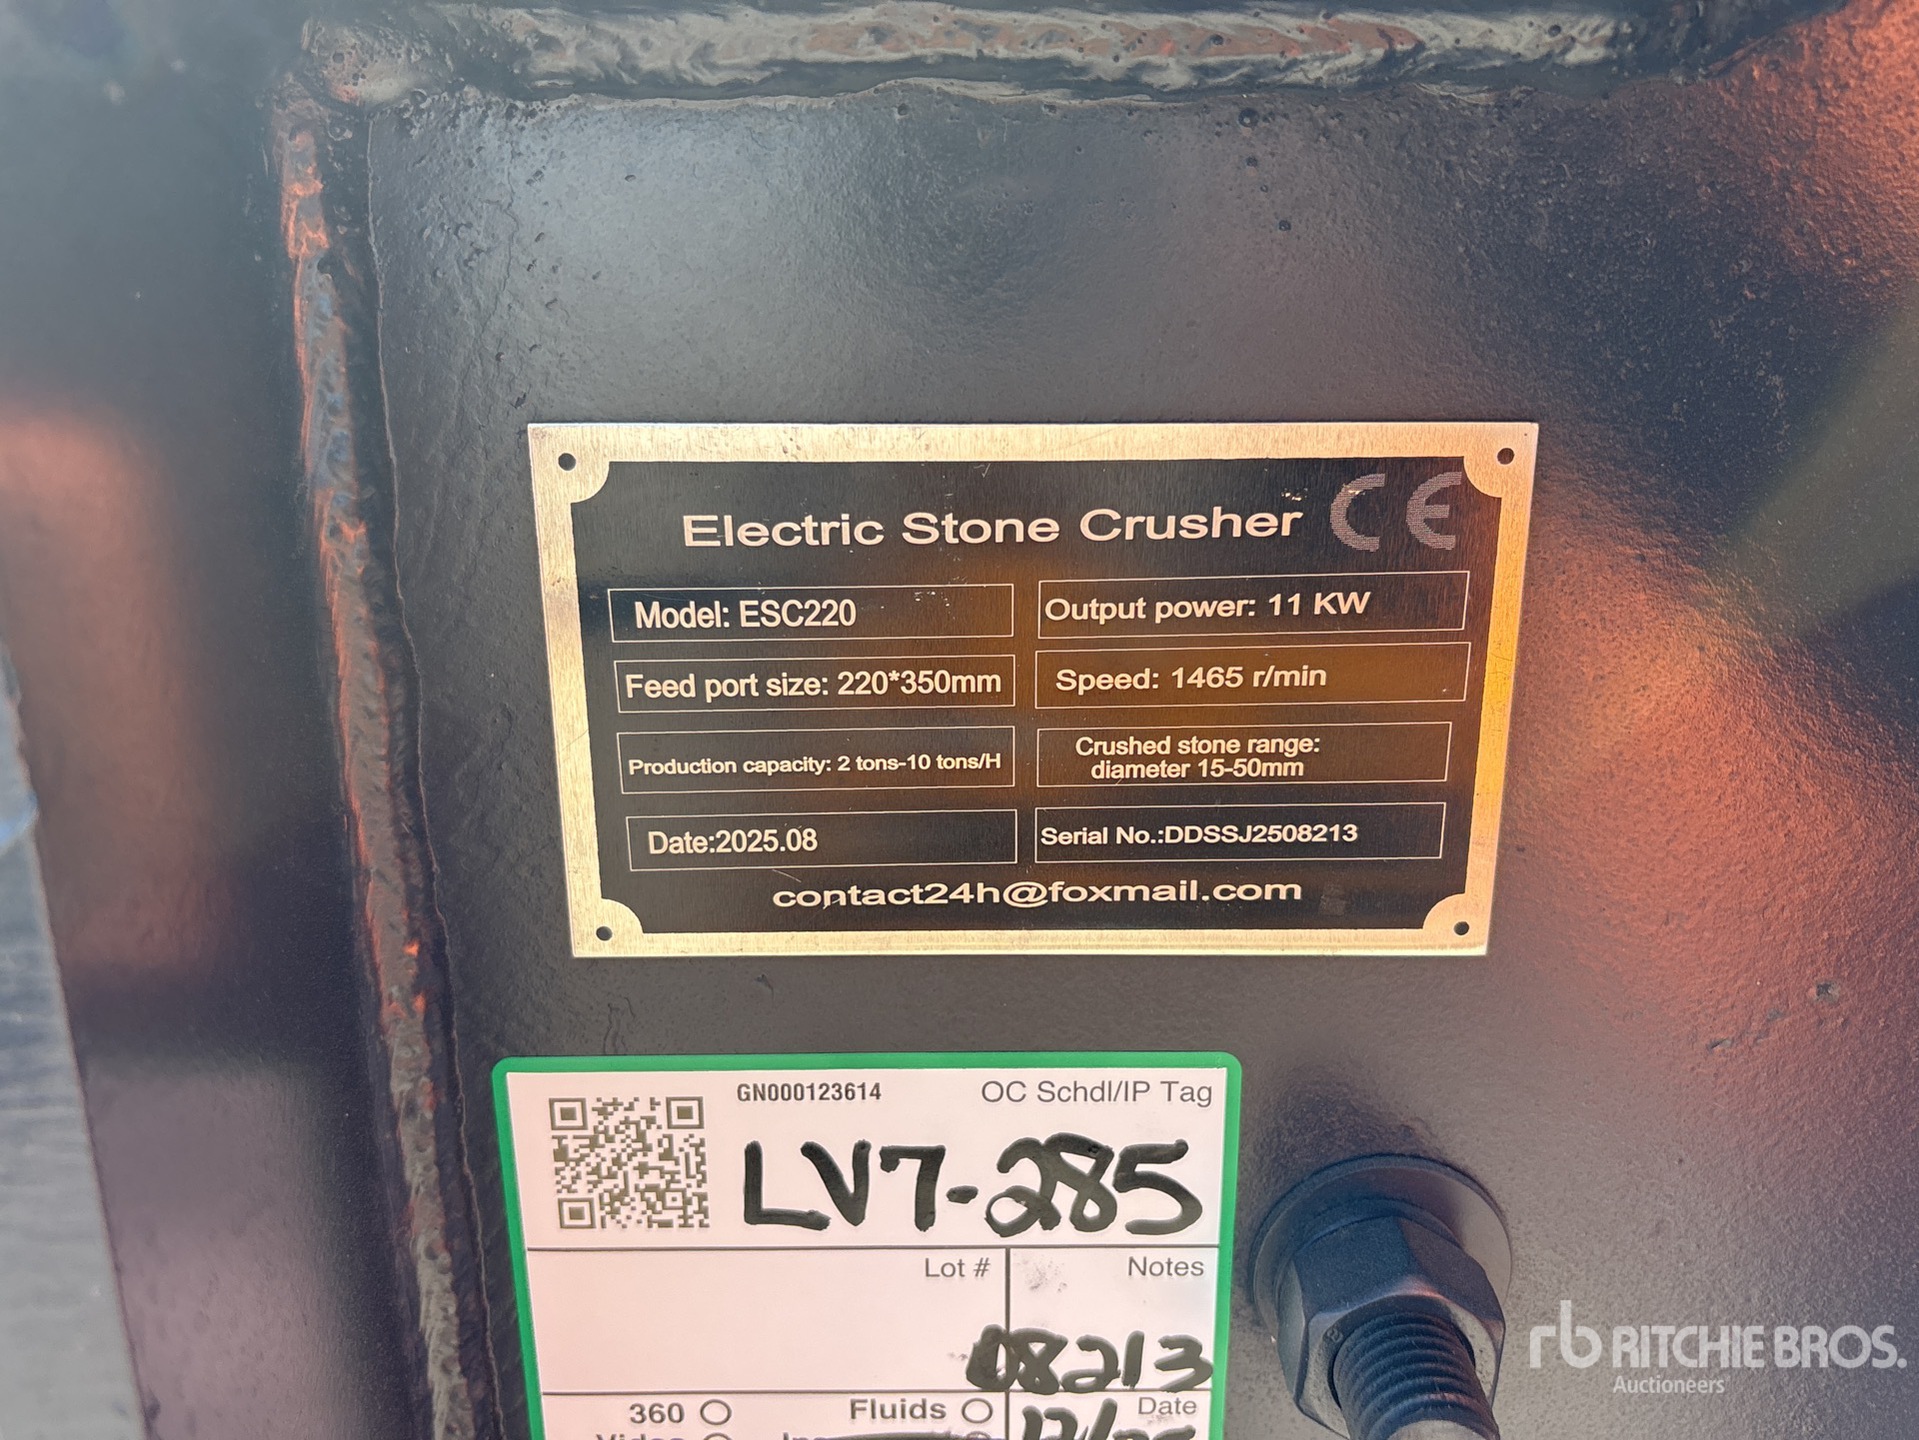 Electric Stone Crusher CE
Model: ESC220
Output power: 11 KW
Feed port size: 220*350mm
Speed: 1465 r/min
Production capacity: 2 tons-10 tons/H
Crushed stone range:
diameter 15-50mm
Date:2025.08
Serial No.:DDSSJ2508213
contact24h@foxmail.com
GN000123614
OC Schdl/IP Tag
LV7-285
Lot #
Notes
08213
360
Fluids
Date
rb RITCHIE BROS.
Auctioneers